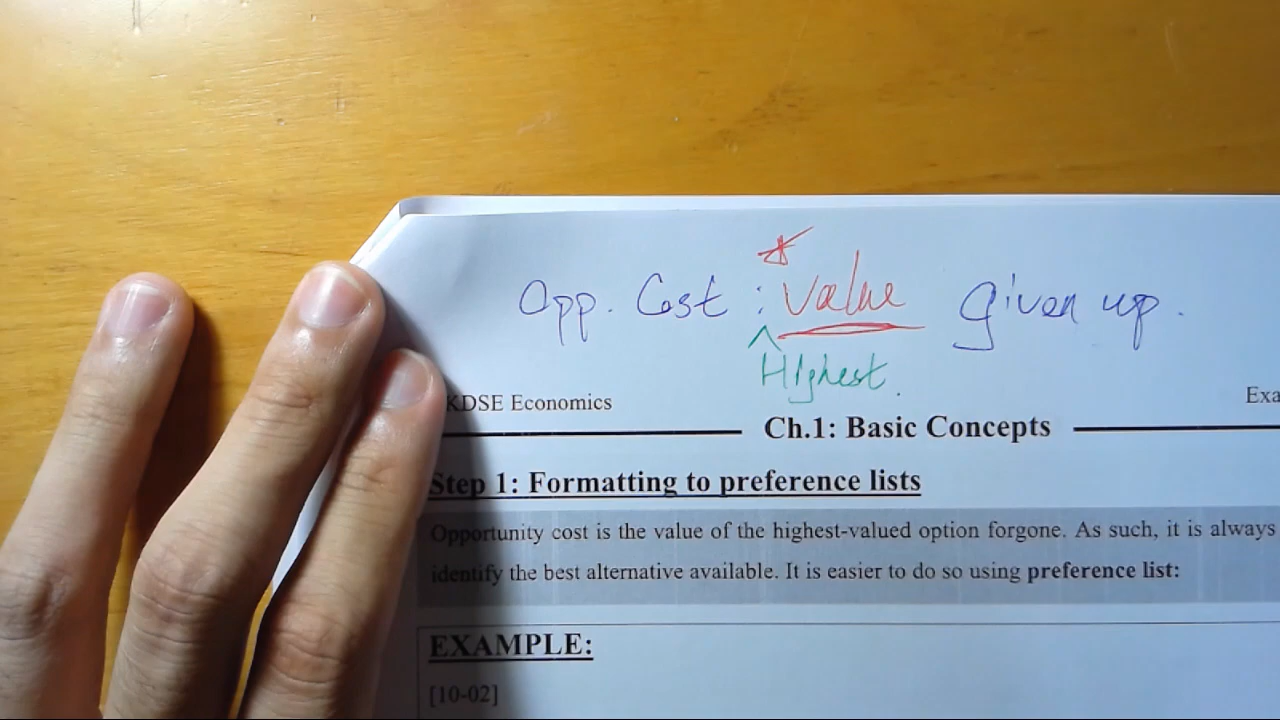 Opp. Cost : Value given up.
^
Highest.
KDSE Economics
Exa
Ch.1: Basic Concepts
Step 1: Formatting to preference lists
Opportunity cost is the value of the highest-valued option forgone. As such, it is always
identify the best alternative available. It is easier to do so using preference list:
EXAMPLE:
[10-02]